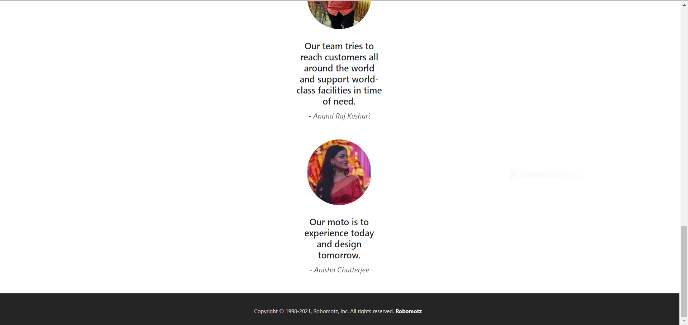 Our team tries to
reach customers all
around the world
and support world-
class facilities in time
of need.
- Anand Raj Keshari
Our moto is to
experience today
and design
tomorrow.
- Anisha Chatterjee
Copyright © 1998-2021, Robomotz, Inc. All rights reserved. Robomotz